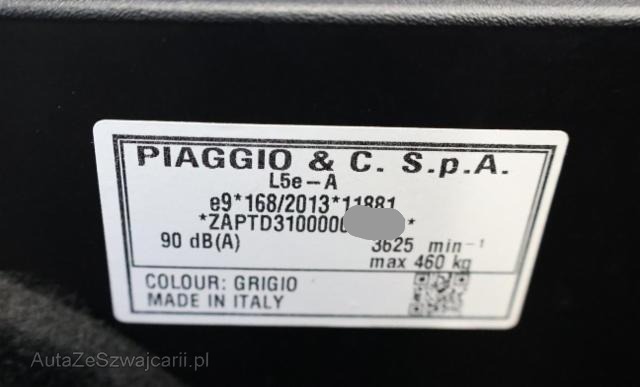 PIAGGIO & C. S.p.A.
L5e-A
e9*168/2013*11881
*ZAPTD3100000 *
90 dB(A) 3625 min⁻¹
max 460 kg
COLOUR: GRIGIO
MADE IN ITALY
AutaZeSzwajcarii.pl